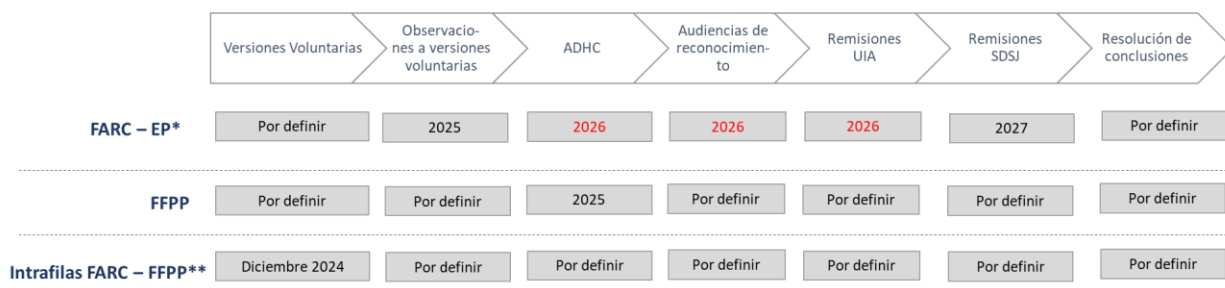 Versiones Voluntarias
Observacio-
nes a versiones
voluntarias
ADHC
Audiencias de
reconocimien-
to
Remisiones
UIA
Remisiones
SDSJ
Resolución de
conclusiones
FARC – EP*
Por definir
2025
2026
2026
2026
2027
Por definir
FFPP
Por definir
Por definir
2025
Por definir
Por definir
Por definir
Por definir
Intrafilas FARC – FFPP**
Diciembre 2024
Por definir
Por definir
Por definir
Por definir
Por definir
Por definir